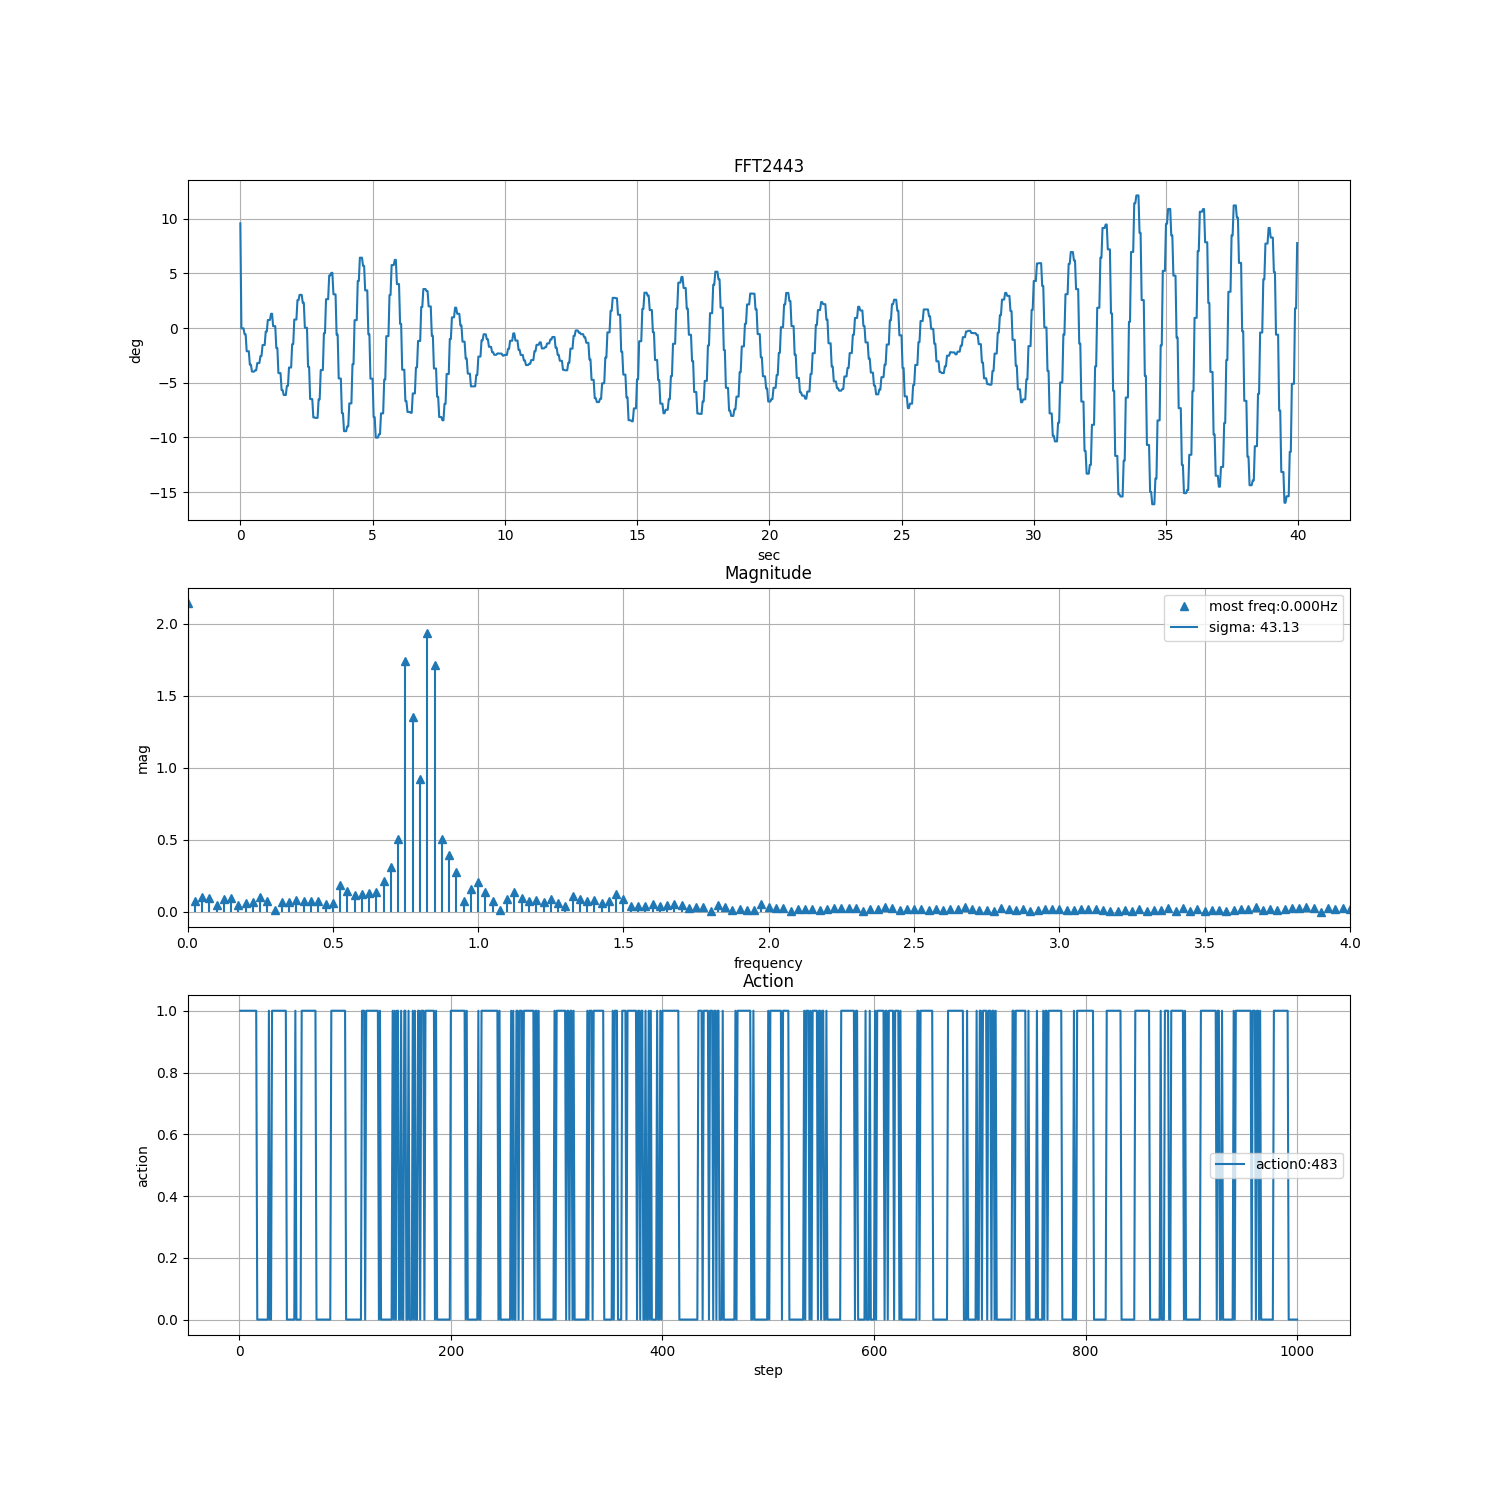 FFT2443
10
5
0
−5
−10
−15
deg
0 5 10 15 20 25 30 35 40
sec
Magnitude
most freq:0.000Hz
sigma: 43.13
2.0
1.5
1.0
0.5
0.0
mag
0.0 0.5 1.0 1.5 2.0 2.5 3.0 3.5 4.0
frequency
Action
1.0
0.8
0.6
0.4
0.2
0.0
action
action0:483
0 200 400 600 800 1000
step